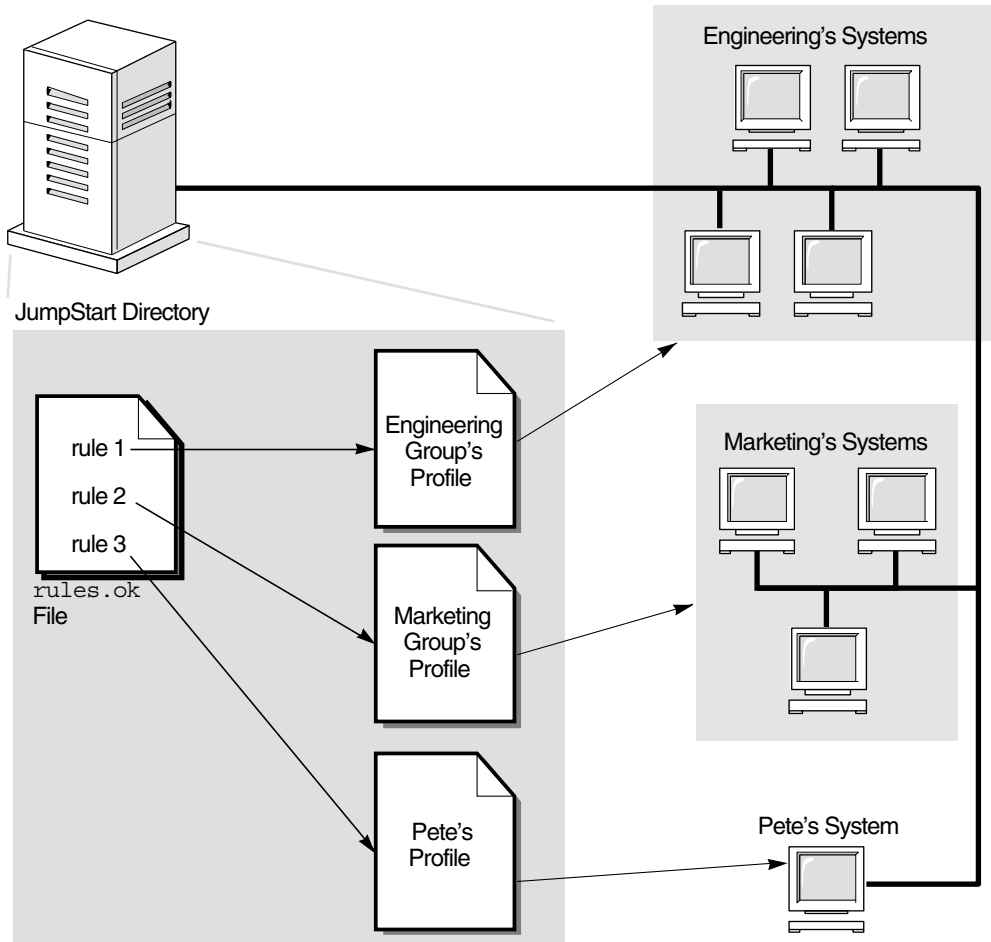 Engineering's Systems
JumpStart Directory
rule 1
rule 2
rule 3
rules.ok
File
Engineering
Group's
Profile
Marketing
Group's
Profile
Pete's
Profile
Marketing's Systems
Pete's System